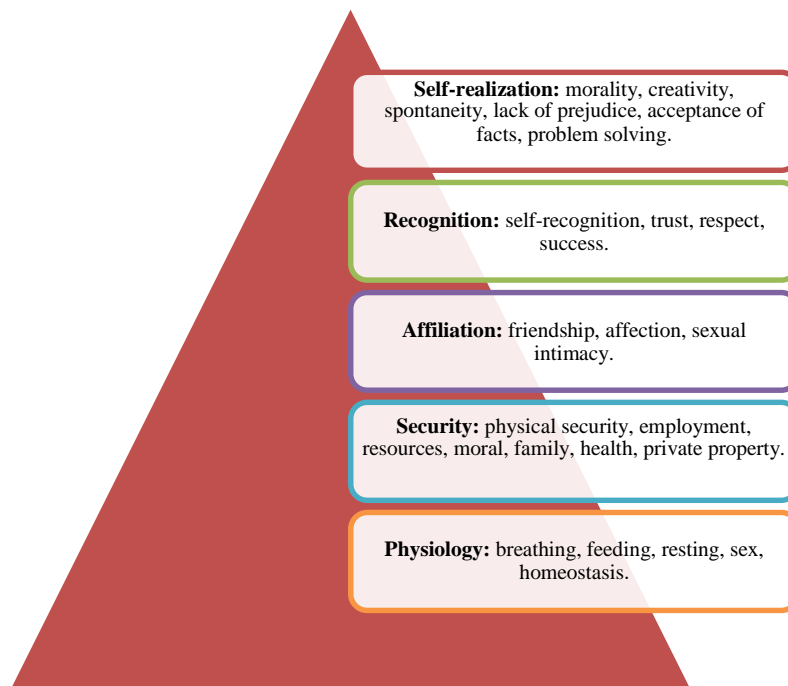 Self-realization: morality, creativity,
spontaneity, lack of prejudice, acceptance of
facts, problem solving.
Recognition: self-recognition, trust, respect,
success.
Affiliation: friendship, affection, sexual
intimacy.
Security: physical security, employment,
resources, moral, family, health, private property.
Physiology: breathing, feeding, resting, sex,
homeostasis.